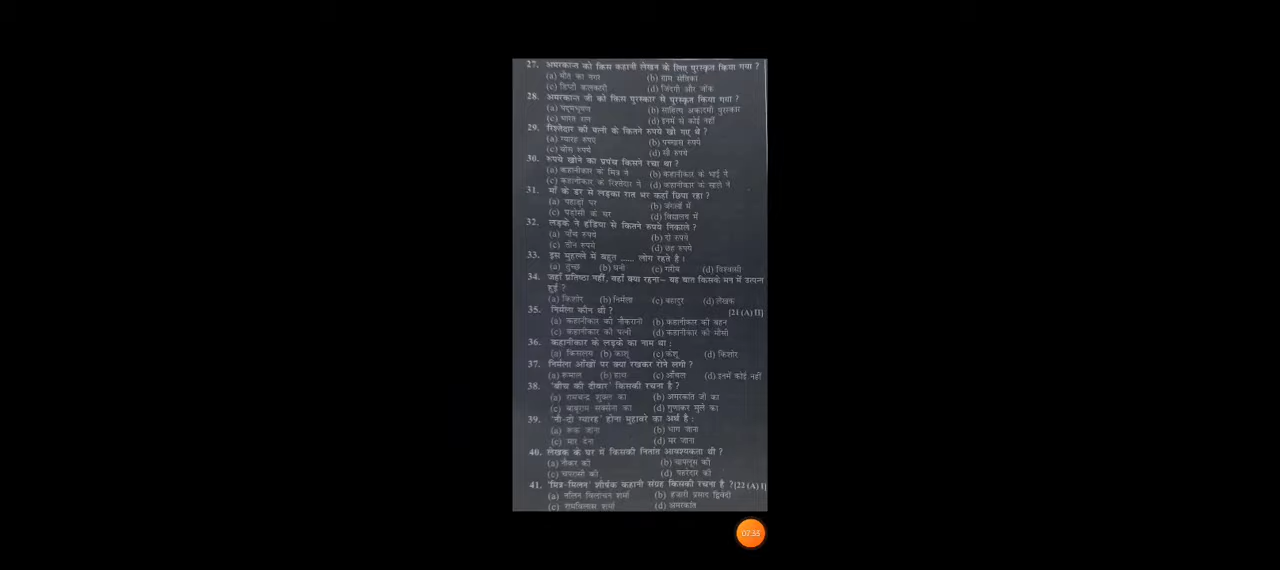 27. अमरकान्त को किस कहानी लेखन के लिए पुरस्कृत किया गया ?
(a) मौत का नगर (b) ग्राम सेविका
(c) डिप्टी कलक्टरी (d) जिंदगी और जोंक
28. अमरकान्त जी को किस पुरस्कार से पुरस्कृत किया गया ?
(a) पद्मभूषण (b) साहित्य अकादमी पुरस्कार
(c) भारत रत्न (d) इनमें से कोई नहीं
29. रिश्तेदार की पत्नी के कितने रुपये खो गए थे ?
(a) ग्यारह रुपए (b) पच्चास रुपये
(c) बीस रुपये (d) सौ रुपये
30. रुपये खोने का प्रपंच किसने रचा था ?
(a) कहानीकार के मित्र ने (b) कहानीकार के भाई ने
(c) कहानीकार के रिश्तेदार ने (d) कहानीकार के साले ने
31. माँ के डर से लड़का रात भर कहाँ छिपा रहा ?
(a) पहाड़ों पर (b) जंगलों में
(c) पड़ोसी के घर (d) विद्यालय में
32. लड़के ने हंडिया से कितने रुपये निकाले ?
(a) पाँच रुपये (b) दो रुपये
(c) तीन रुपये (d) छह रुपये
33. इस मुहल्ले में बहुत ...... लोग रहते है।
(a) तुच्छ (b) धनी (c) गरीब (d) विश्वासी
34. जहाँ प्रतिष्ठा नहीं, वहाँ क्या रहना– यह बात किसके मन में उत्पन्न
हुई ?
(a) किशोर (b) निर्मला (c) बहादुर (d) लेखक
35. निर्मला कौन थी ? [21 (A) II]
(a) कहानीकार की नौकरानी (b) कहानीकार की बहन
(c) कहानीकार की पत्नी (d) कहानीकार की मौसी
36. कहानीकार के लड़के का नाम था :
(a) किसलय (b) काशू (c) केशू (d) किशोर
37. निर्मला आँखों पर क्या रखकर रोने लगी ?
(a) रूमाल (b) हाथ (c) आँचल (d) इनमें कोई नहीं
38. 'बीच की दीवार' किसकी रचना है ?
(a) रामचन्द्र शुक्ल का (b) अमरकांत जी का
(c) बाबुराम सक्सेना का (d) गुणाकर मुले का
39. 'नौ-दो ग्यारह' होना मुहावरे का अर्थ है :
(a) रूक जाना (b) भाग जाना
(c) मार देना (d) मर जाना
40. लेखक के घर में किसकी नितांत आवश्यकता थी ?
(a) नौकर की (b) चापलूस की
(c) चपरासी की (d) पहरेदार की
41. 'मित्र-मिलन' शीर्षक कहानी संग्रह किसकी रचना है ? [22 (A) I]
(a) नलिन विलोचन शर्मा (b) हजारी प्रसाद द्विवेदी
(c) रामविलास शर्मा (d) अमरकांत
07:35